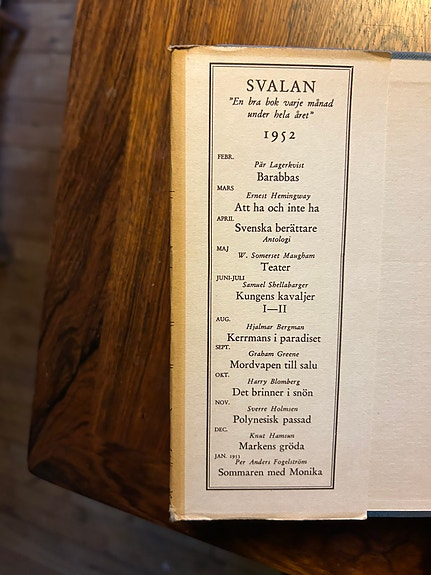 SVALAN
"En bra bok varje månad
under hela året"
1952
FEBR.
Pär Lagerkvist
Barabbas
MARS
Ernest Hemingway
Att ha och inte ha
APRIL
Svenska berättare
Antologi
MAJ
W. Somerset Maugham
Teater
JUNI-JULI
Samuel Shellabarger
Kungens kavaljer
I—II
AUG.
Hjalmar Bergman
Kerrmans i paradiset
SEPT.
Graham Greene
Mordvapen till salu
OKT.
Harry Blomberg
Det brinner i snön
NOV.
Sverre Holmsen
Polynesisk passad
DEC.
Knut Hamsun
Markens gröda
JAN. 1953
Per Anders Fogelström
Sommaren med Monika